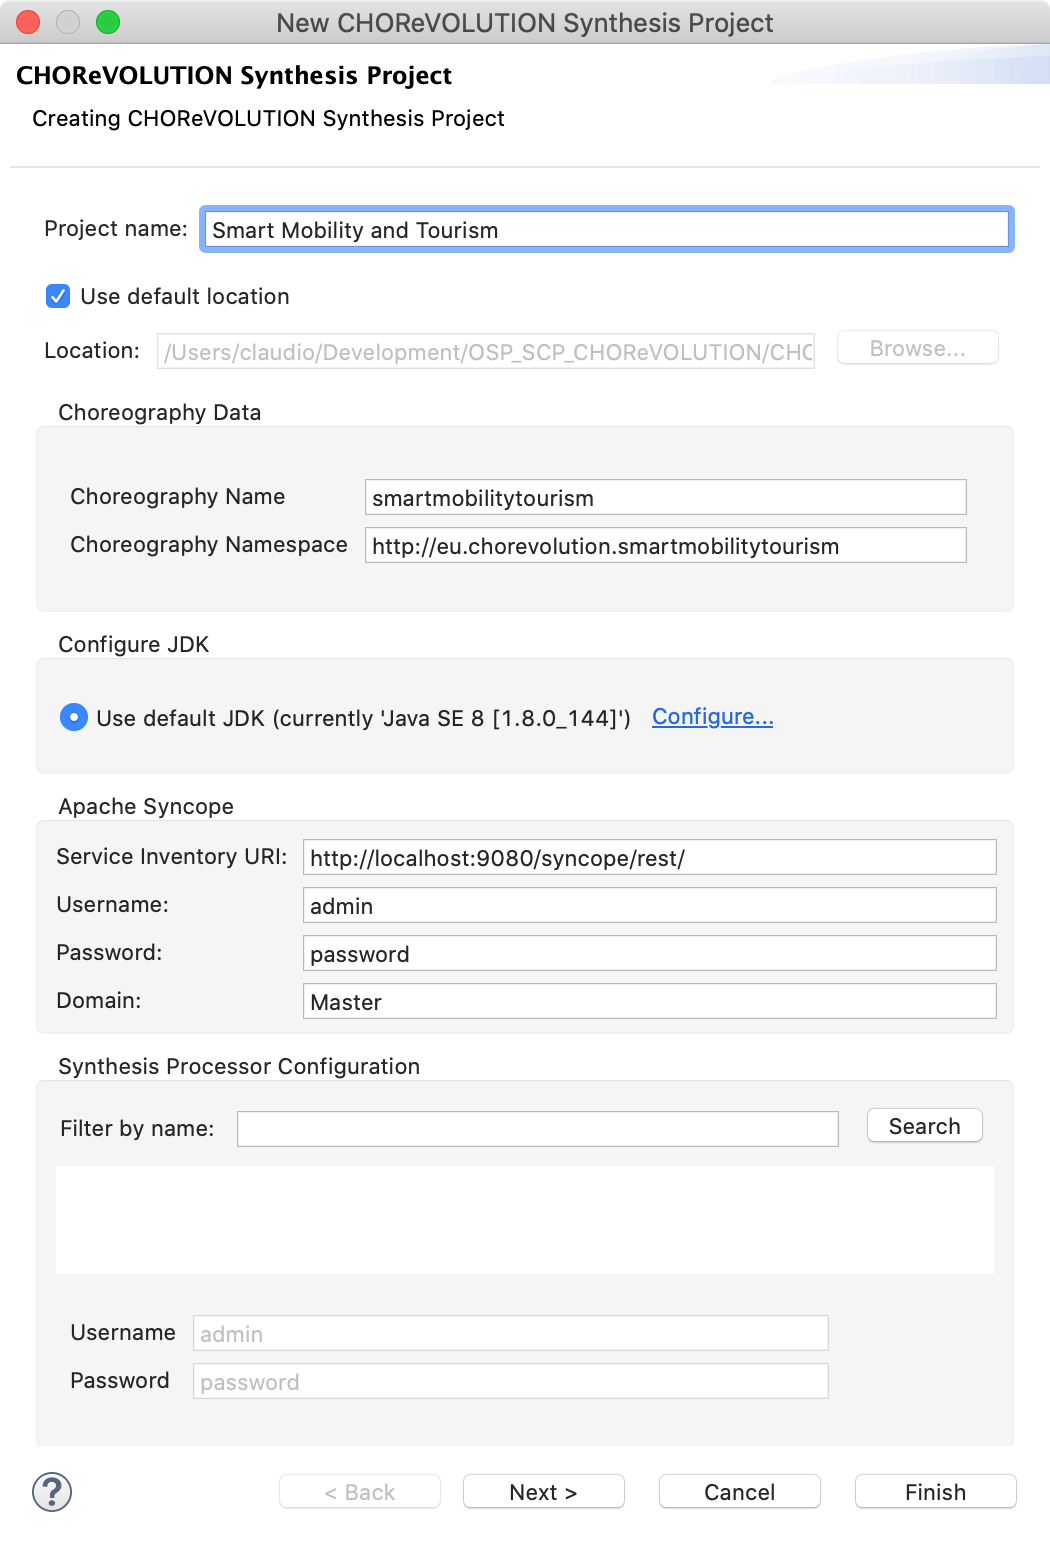 New CHOReVOLUTION Synthesis Project
CHOReVOLUTION Synthesis Project
Creating CHOReVOLUTION Synthesis Project
Project name: Smart Mobility and Tourism
Use default location
Location: /Users/claudio/Development/OSP_SCP_CHOReVOLUTION/CHO Browse...
Choreography Data
Choreography Name smartmobilitytourism
Choreography Namespace http://eu.chorevolution.smartmobilitytourism
Configure JDK
Use default JDK (currently 'Java SE 8 [1.8.0_144]') Configure...
Apache Syncope
Service Inventory URI: http://localhost:9080/syncope/rest/
Username: admin
Password: password
Domain: Master
Synthesis Processor Configuration
Filter by name: Search
Username admin
Password password
? < Back Next > Cancel Finish